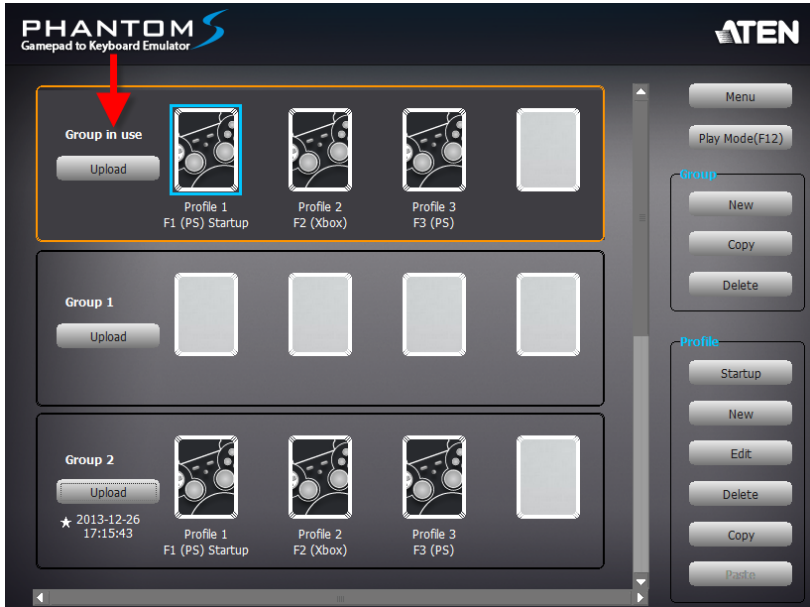 PHANTOM S
Gamepad to Keyboard Emulator
ATEN
Menu
Play Mode(F12)
Group in use
Upload
Profile 1
F1 (PS) Startup
Profile 2
F2 (Xbox)
Profile 3
F3 (PS)
Group
New
Copy
Delete
Group 1
Upload
Profile
Startup
New
Edit
Delete
Copy
Paste
Group 2
Upload
★ 2013-12-26
17:15:43
Profile 1
F1 (PS) Startup
Profile 2
F2 (Xbox)
Profile 3
F3 (PS)